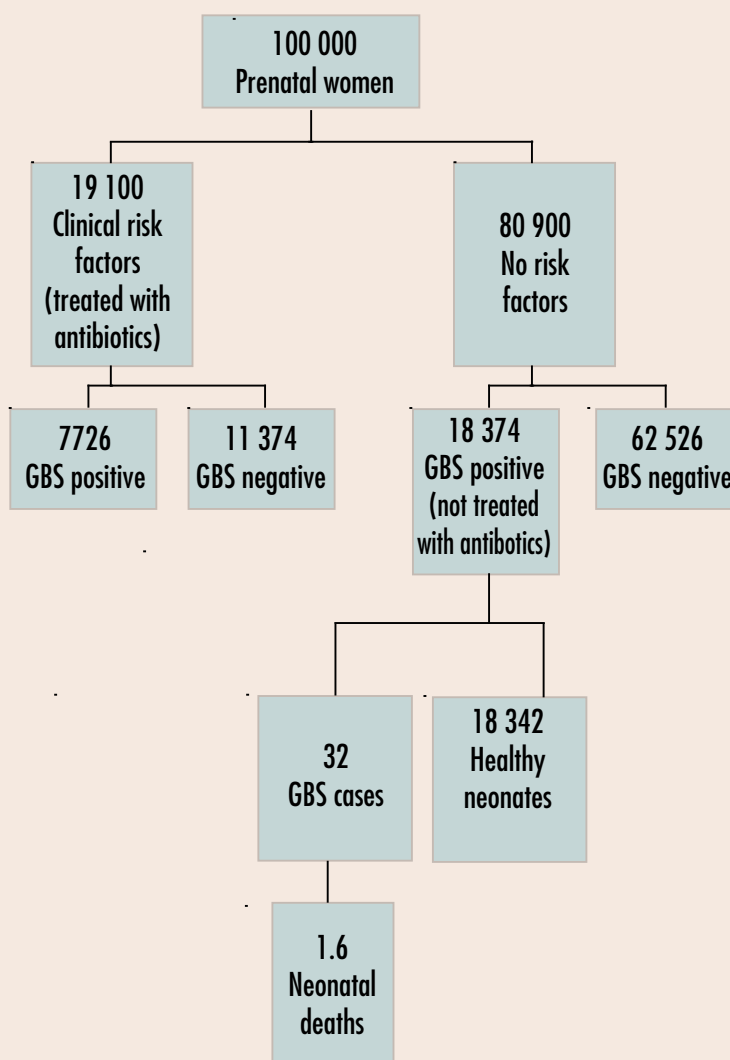 100 000
Prenatal women
19 100
Clinical risk
factors
(treated with
antibiotics)
80 900
No risk
factors
7726
GBS positive
11 374
GBS negative
18 374
GBS positive
(not treated
with antibotics)
62 526
GBS negative
32
GBS cases
18 342
Healthy
neonates
1.6
Neonatal
deaths